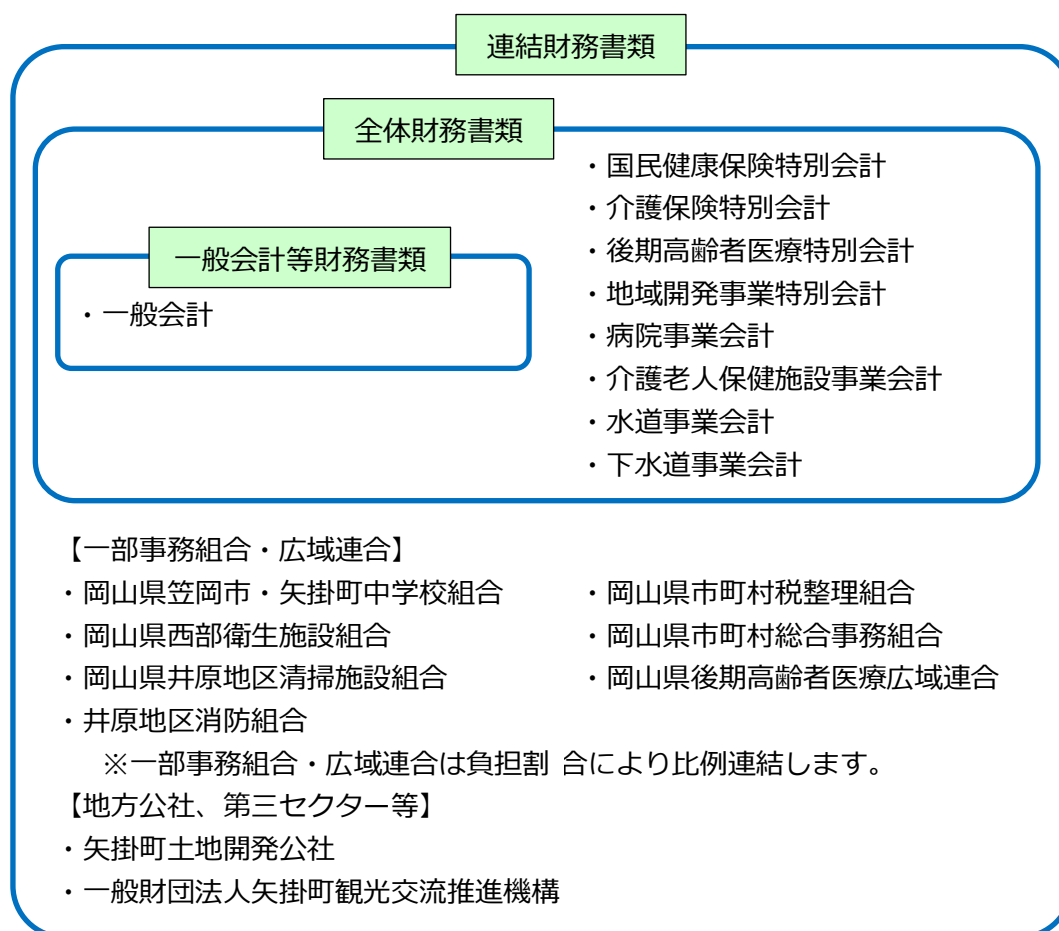 連結財務書類
全体財務書類
一般会計等財務書類
・一般会計
・国民健康保険特別会計
・介護保険特別会計
・後期高齢者医療特別会計
・地域開発事業特別会計
・病院事業会計
・介護老人保健施設事業会計
・水道事業会計
・下水道事業会計
【一部事務組合・広域連合】
・岡山県笠岡市・矢掛町中学校組合
・岡山県西部衛生施設組合
・岡山県井原地区清掃施設組合
・井原地区消防組合
・岡山県市町村税整理組合
・岡山県市町村総合事務組合
・岡山県後期高齢者医療広域連合
※一部事務組合・広域連合は負担割 合により比例連結します。
【地方公社、第三セクター等】
・矢掛町土地開発公社
・一般財団法人矢掛町観光交流推進機構